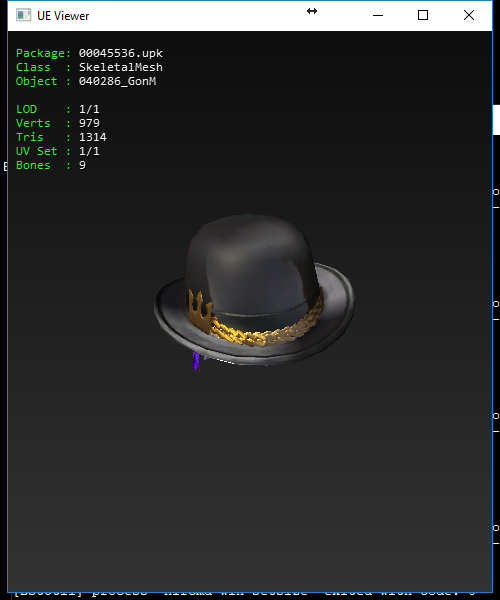 UE Viewer
Package: 00045536.upk
Class : SkeletalMesh
Object : 040286_GonM
LOD : 1/1
Verts : 979
Tris : 1314
UV Set : 1/1
Bones : 9